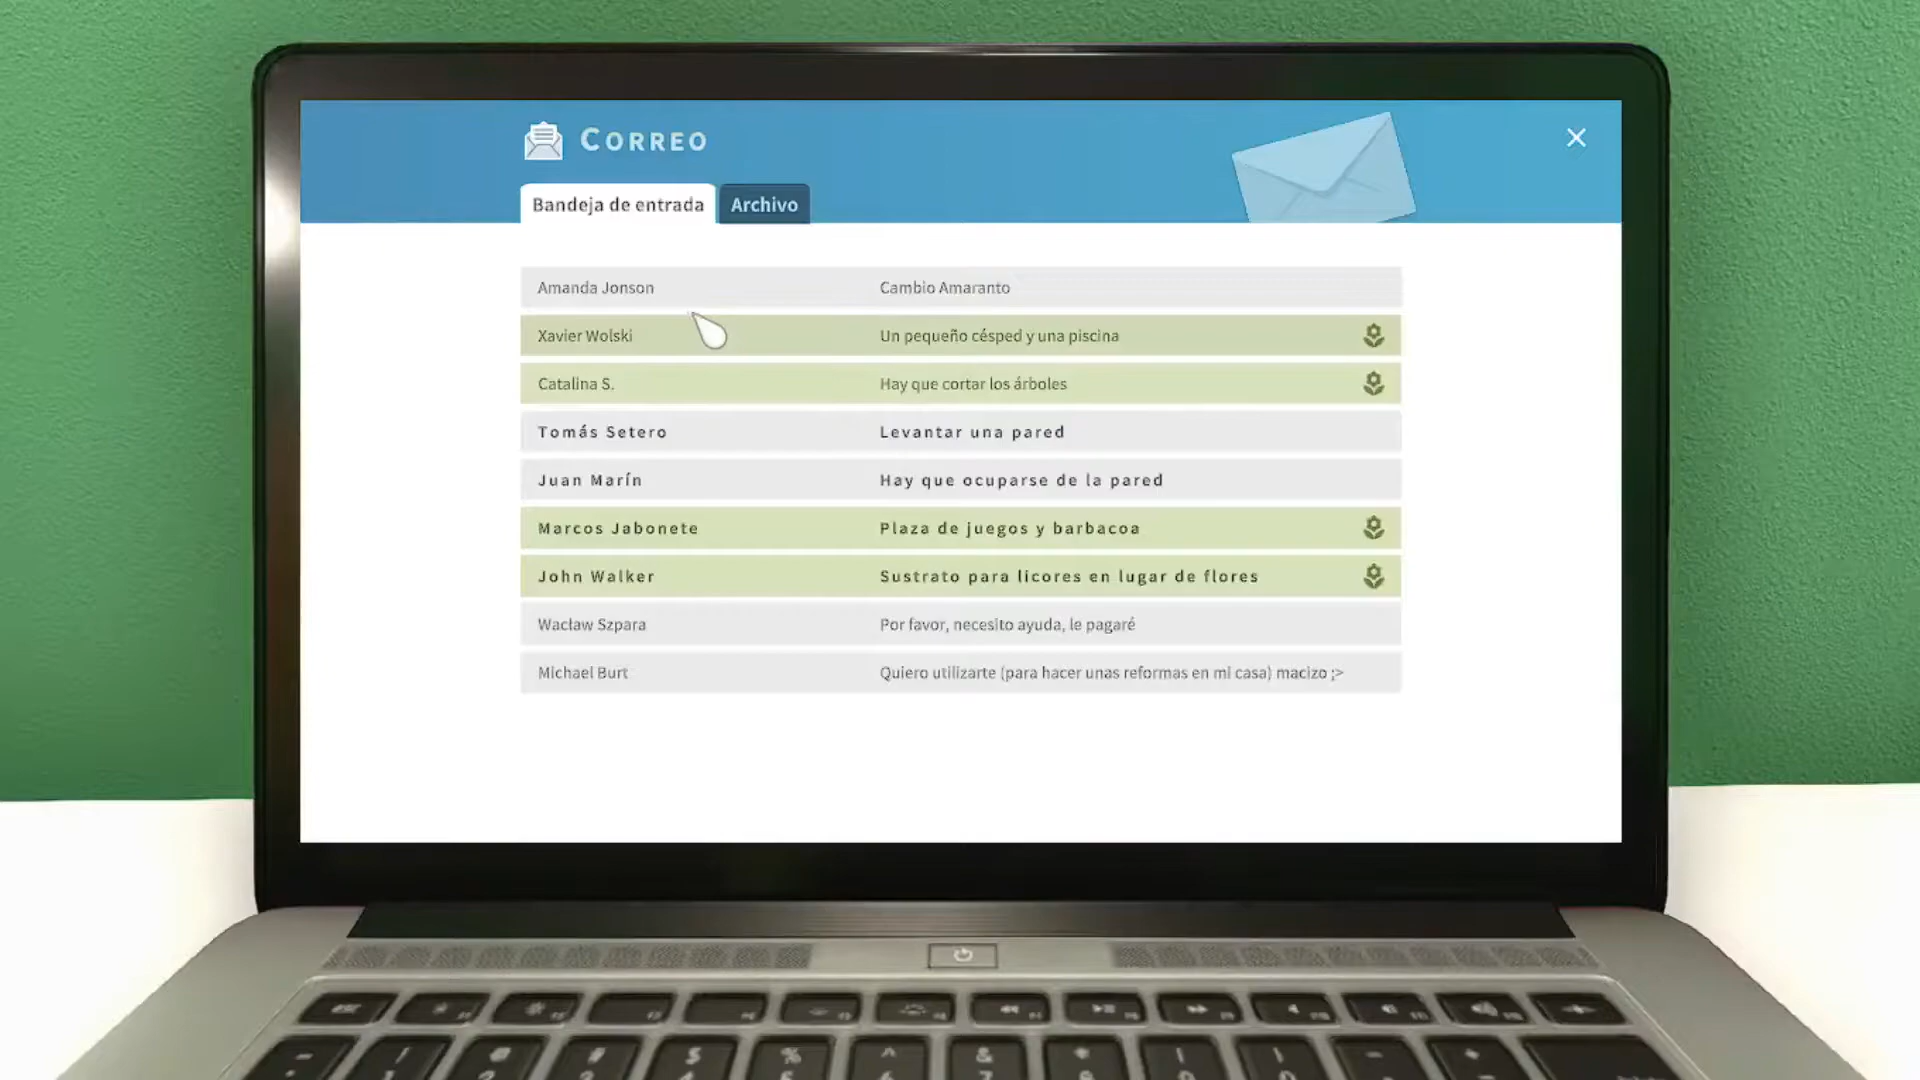 CORREO
Bandeja de entrada Archivo
Amanda Jonson Cambio Amaranto
Xavier Wolski Un pequeño césped y una piscina
Catalina S. Hay que cortar los árboles
Tomás Setero Levantar una pared
Juan Marín Hay que ocuparse de la pared
Marcos Jabonete Plaza de juegos y barbacoa
John Walker Sustrato para licores en lugar de flores
Wacław Szpara Por favor, necesito ayuda, le pagaré
Michael Burt Quiero utilizarte (para hacer unas reformas en mi casa) macizo ;>